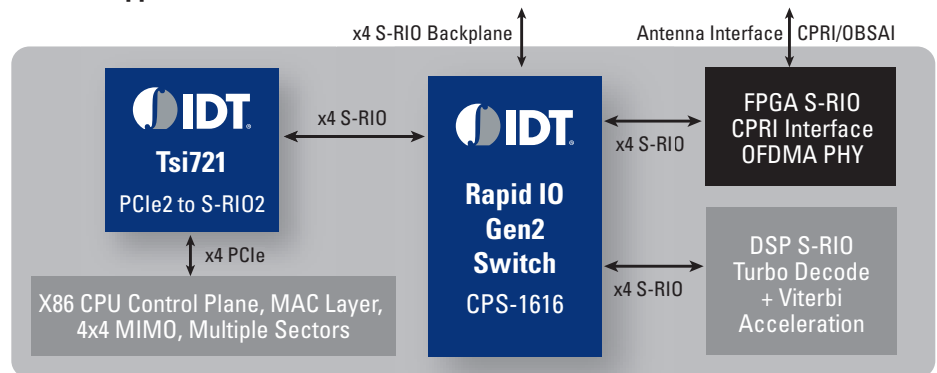 x4 S-RIO Backplane
Antenna Interface
CPRI/OBSAI
IDT
Tsi721
PCIe2 to S-RIO2
x4 S-RIO
IDT
Rapid IO
Gen2
Switch
CPS-1616
x4 S-RIO
FPGA S-RIO
CPRI Interface
OFDMA PHY
x4 PCIe
X86 CPU Control Plane, MAC Layer,
4x4 MIMO, Multiple Sectors
x4 S-RIO
DSP S-RIO
Turbo Decode
+ Viterbi
Acceleration